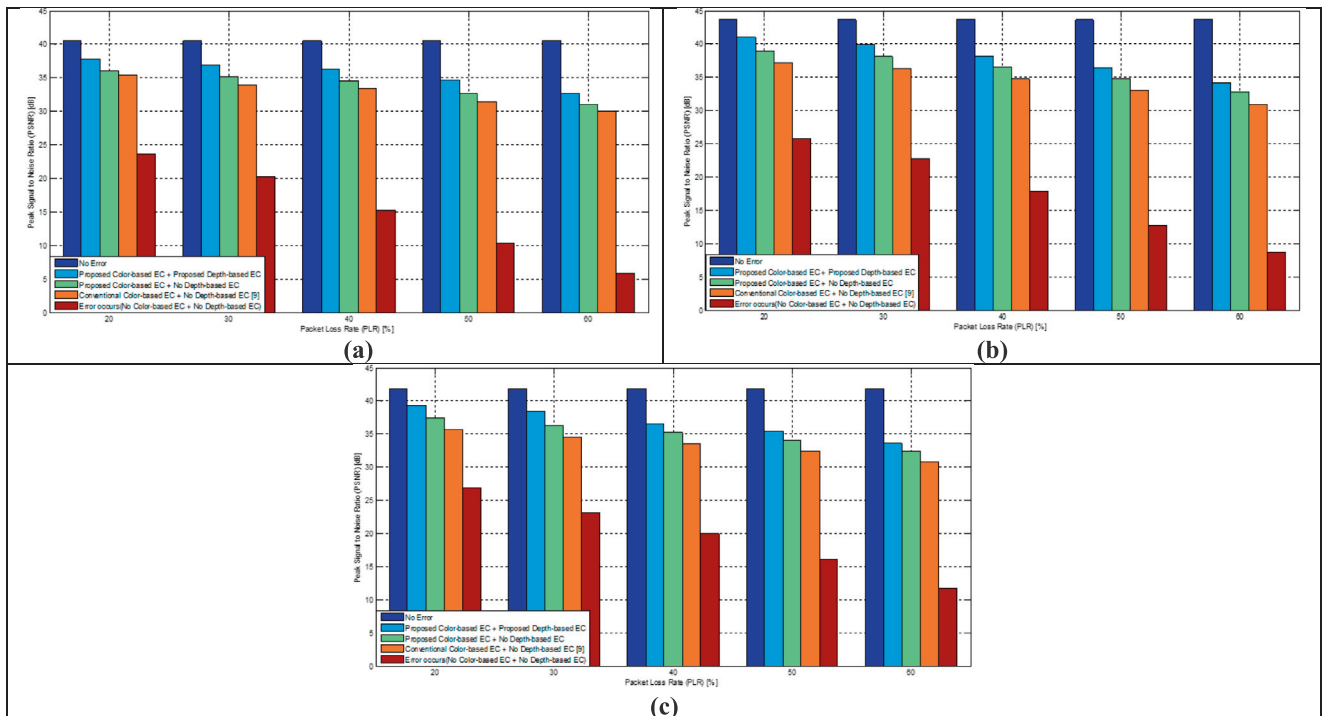 45
40
35
30
25
20
15
10
5
0
Peak Signal to Noise Ratio (PSNR) [dB]
No Error
Proposed Color-based EC + Proposed Depth-based EC
Proposed Color-based EC + No Depth-based EC
Conventional Color-based EC + No Depth-based EC [9]
Error occurs(No Color-based EC + No Depth-based EC)
20 30 40 50 60
Packet Loss Rate (PLR) [%]
(a)
45
40
35
30
25
20
15
10
5
0
Peak Signal to Noise Ratio (PSNR) [dB]
No Error
Proposed Color-based EC + Proposed Depth-based EC
Proposed Color-based EC + No Depth-based EC
Conventional Color-based EC + No Depth-based EC [9]
Error occurs(No Color-based EC + No Depth-based EC)
20 30 40 50 60
Packet Loss Rate (PLR) [%]
(b)
45
40
35
30
25
20
15
10
5
0
Peak Signal to Noise Ratio (PSNR) [dB]
No Error
Proposed Color-based EC + Proposed Depth-based EC
Proposed Color-based EC + No Depth-based EC
Conventional Color-based EC + No Depth-based EC [9]
Error occurs(No Color-based EC + No Depth-based EC)
20 30 40 50 60
Packet Loss Rate (PLR) [%]
(c)